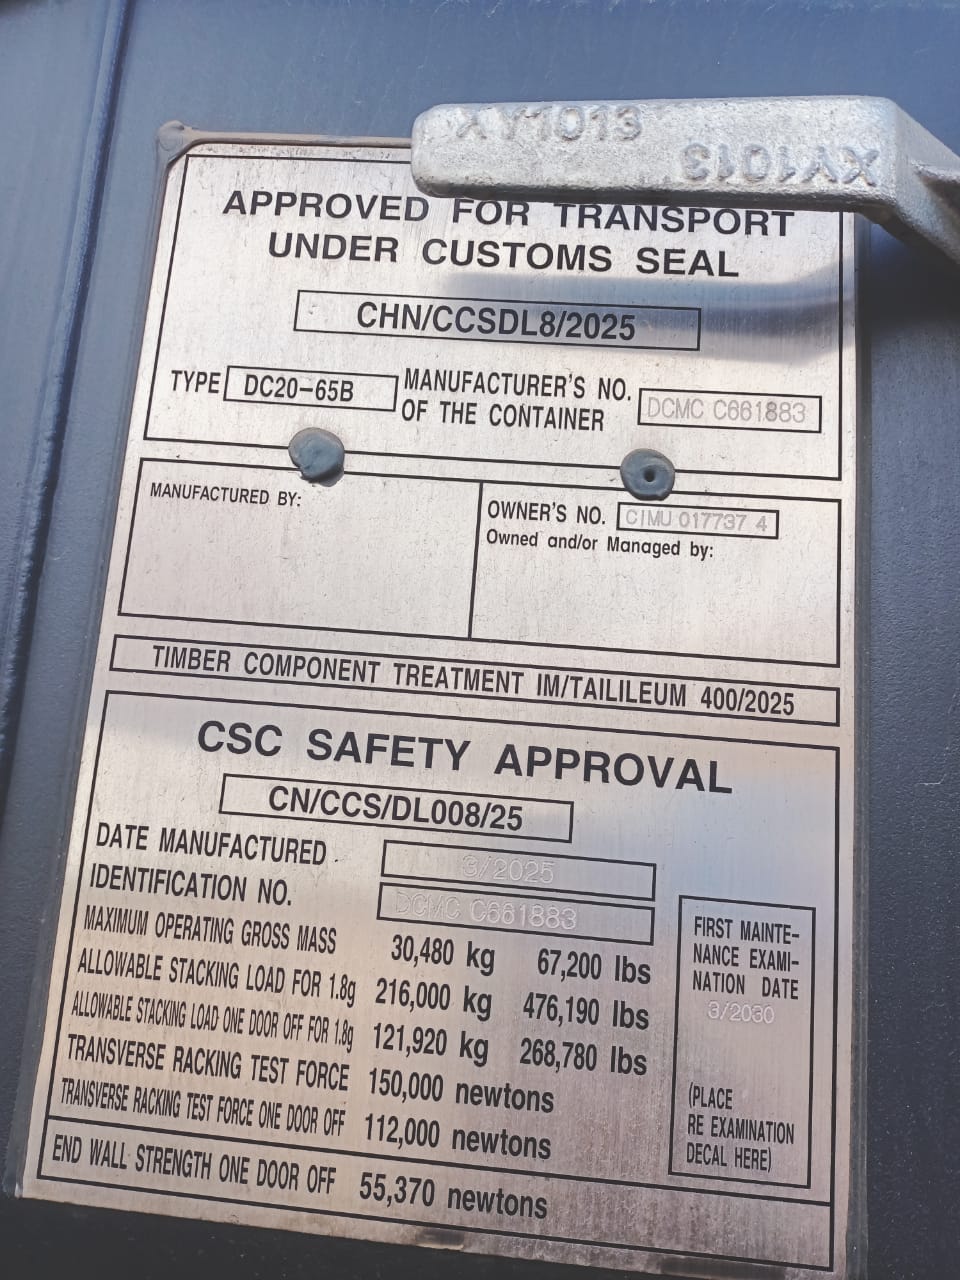 XY1013
XY1013
APPROVED FOR TRANSPORT
UNDER CUSTOMS SEAL
CHN/CCSDL8/2025
TYPE DC20-65B
MANUFACTURER'S NO.
OF THE CONTAINER
DCMC C661883
MANUFACTURED BY:
OWNER'S NO. CIMU 017737 4
Owned and/or Managed by:
TIMBER COMPONENT TREATMENT IM/TAILILEUM 400/2025
CSC SAFETY APPROVAL
CN/CCS/DL008/25
DATE MANUFACTURED 3/2025
IDENTIFICATION NO. DCMC C661883
MAXIMUM OPERATING GROSS MASS 30,480 kg 67,200 lbs
ALLOWABLE STACKING LOAD FOR 1.8g 216,000 kg 476,190 lbs
ALLOWABLE STACKING LOAD ONE DOOR OFF FOR 1.8g 121,920 kg 268,780 lbs
TRANSVERSE RACKING TEST FORCE 150,000 newtons
TRANSVERSE RACKING TEST FORCE ONE DOOR OFF 112,000 newtons
END WALL STRENGTH ONE DOOR OFF 55,370 newtons
FIRST MAINTE-
NANCE EXAMI-
NATION DATE
3/2030
(PLACE
RE EXAMINATION
DECAL HERE)